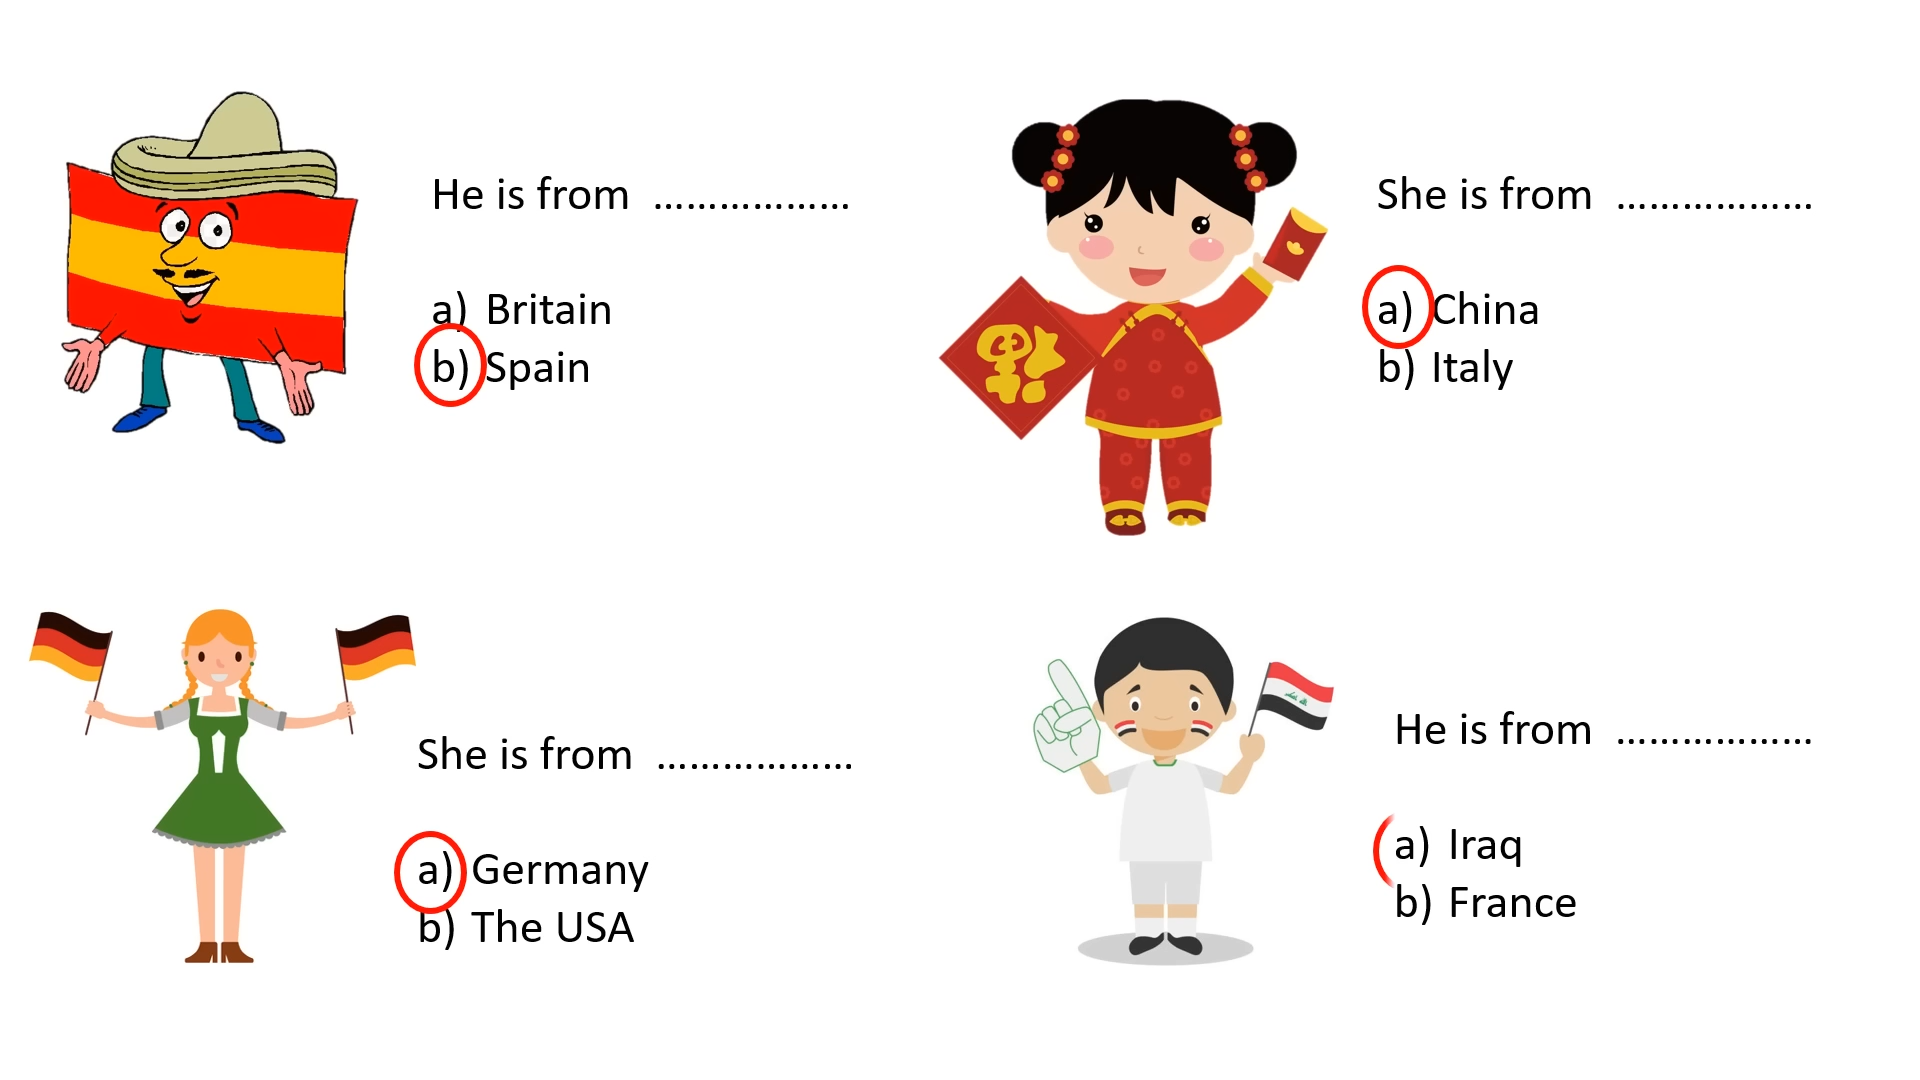 He is from ..................
a) Britain
b) Spain
She is from ..................
a) China
b) Italy
She is from ..................
a) Germany
b) The USA
He is from ..................
a) Iraq
b) France